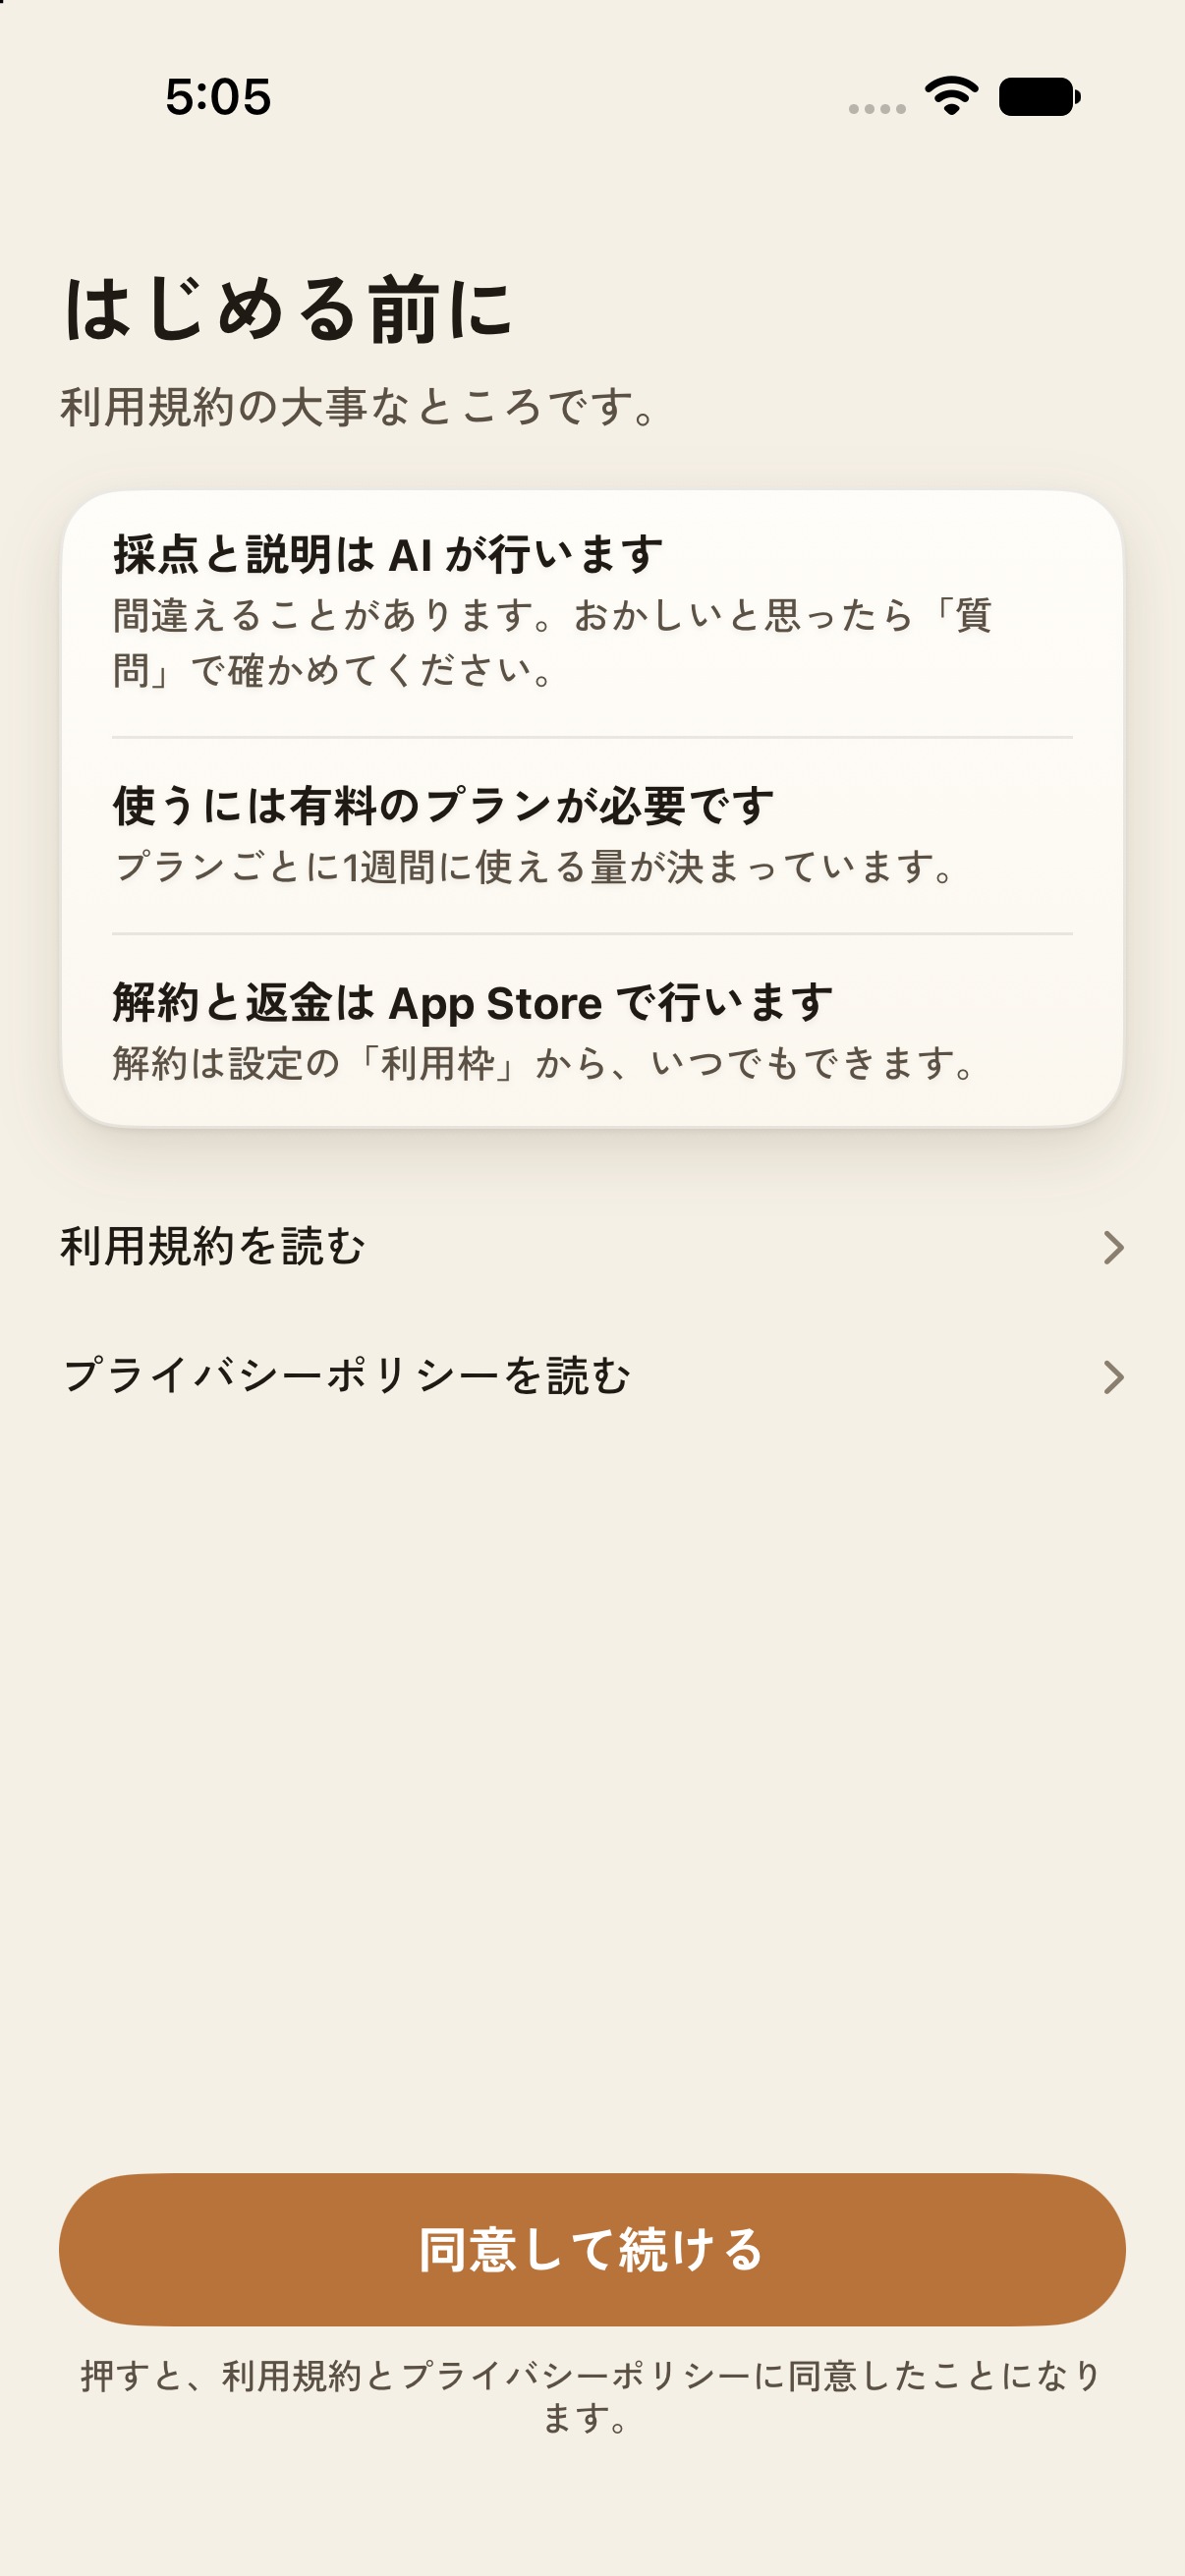 5:05
はじめる前に
利用規約の大事なところです。
採点と説明は AI が行います
間違えることがあります。おかしいと思ったら「質
問」で確かめてください。
使うには有料のプランが必要です
プランごとに1週間に使える量が決まっています。
解約と返金は App Store で行います
解約は設定の「利用枠」から、いつでもできます。
利用規約を読む
プライバシーポリシーを読む
同意して続ける
押すと、利用規約とプライバシーポリシーに同意したことになり
ます。